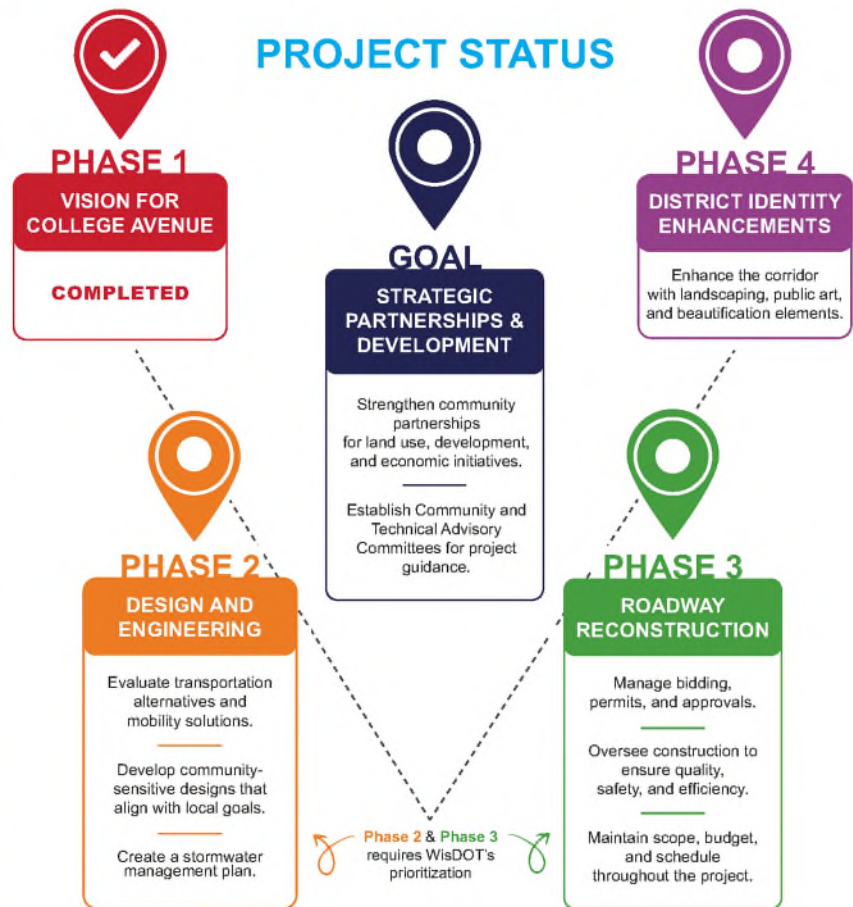 PROJECT STATUS
PHASE 1
VISION FOR
COLLEGE AVENUE
COMPLETED
GOAL
STRATEGIC
PARTNERSHIPS &
DEVELOPMENT
Strengthen community
partnerships
for land use, development,
and economic initiatives.
Establish Community and
Technical Advisory
Committees for project
guidance.
PHASE 4
DISTRICT IDENTITY
ENHANCEMENTS
Enhance the corridor
with landscaping, public art,
and beautification elements.
PHASE 2
DESIGN AND
ENGINEERING
Evaluate transportation
alternatives and
mobility solutions.
Develop community-
sensitive designs that
align with local goals.
Create a stormwater
management plan.
Phase 2 & Phase 3
requires WisDOT's
prioritization
PHASE 3
ROADWAY
RECONSTRUCTION
Manage bidding,
permits, and approvals.
Oversee construction to
ensure quality,
safety, and efficiency.
Maintain scope, budget,
and schedule
throughout the project.